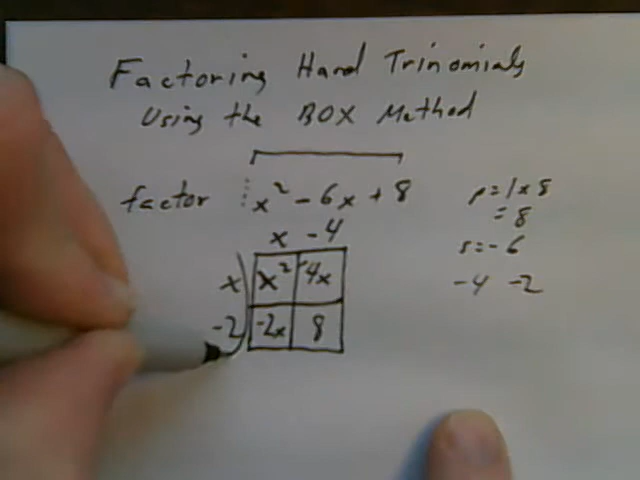 Factoring Hard Trinomials
Using the BOX Method
factor x² - 6x + 8
p = 1 x 8
= 8
s = - 6
-4 -2
x -4
x x² -4x
-2 -2x 8